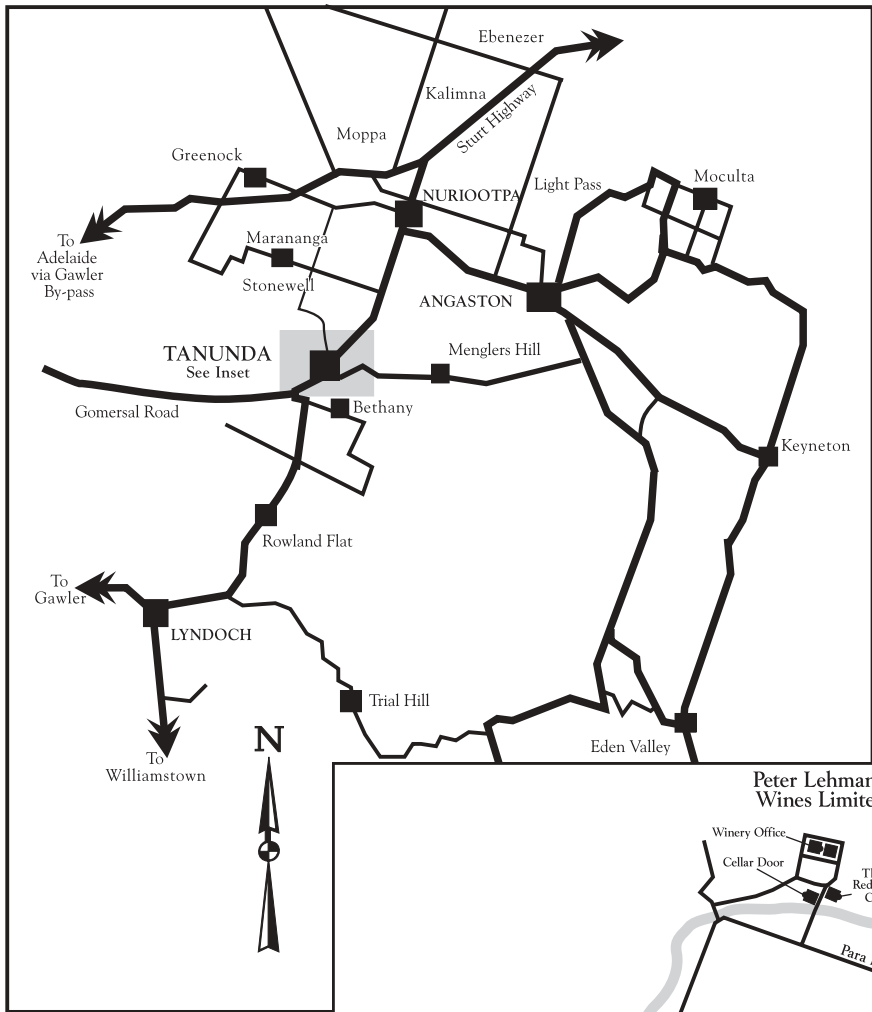 Ebenezer
Kalimna
Sturt Highway
Moppa
Greenock
Light Pass
Moculta
NURIOOTPA
To
Adelaide
via Gawler
By-pass
Marananga
Stonewell
ANGASTON
TANUNDA
See Inset
Menglers Hill
Gomersal Road
Bethany
Keyneton
Rowland Flat
To
Gawler
LYNDOCH
Trial Hill
Eden Valley
To
Williamstown
N
Peter Lehman
Wines Limite
Winery Office
Cellar Door
Para